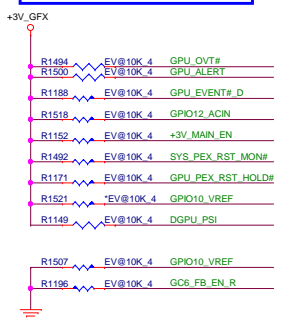 +3V_GFX
R1494 EV@10K_4 GPU_OVT#
R1500 EV@10K_4 GPU_ALERT
R1188 EV@10K_4 GPU_EVENT#_D
R1518 EV@10K_4 GPIO12_ACIN
R1152 EV@10K_4 +3V_MAIN_EN
R1492 EV@10K_4 SYS_PEX_RST_MON#
R1171 EV@10K_4 GPU_PEX_RST_HOLD#
R1521 *EV@10K_4 GPIO10_VREF
R1149 EV@10K_4 DGPU_PSI
R1507 EV@10K_4 GPIO10_VREF
R1196 EV@10K_4 GC6_FB_EN_R